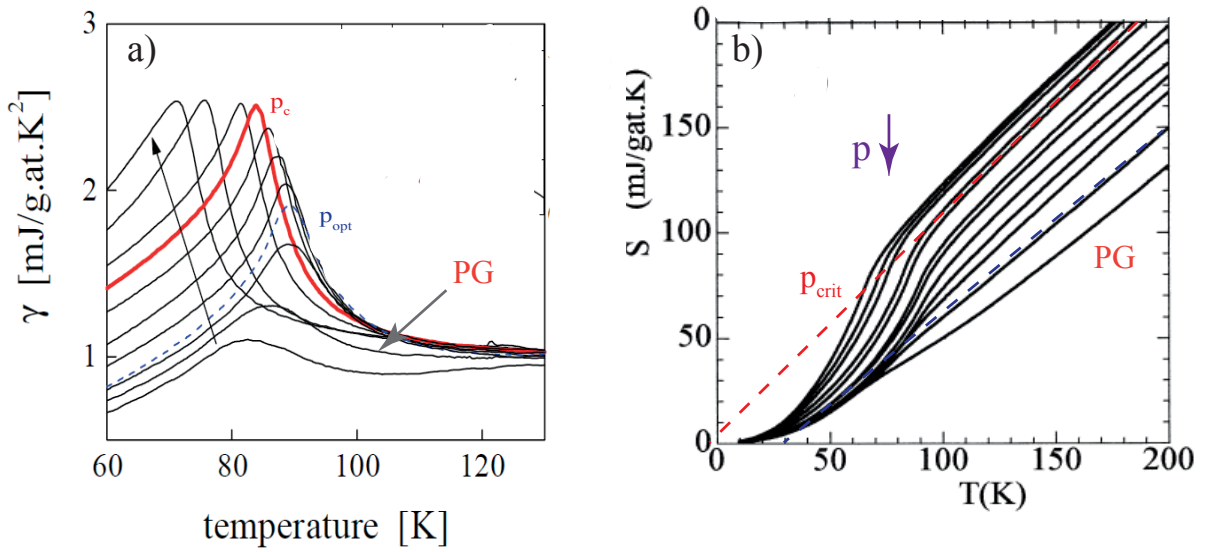 a)
3
2
1
γ [mJ/g.at.K²]
p_c
p_opt
PG
60
80
100
120
temperature [K]
b)
0
150
100
50
0
S (mJ/gat.K)
p
p_crit
PG
0
50
100
150
200
T(K)